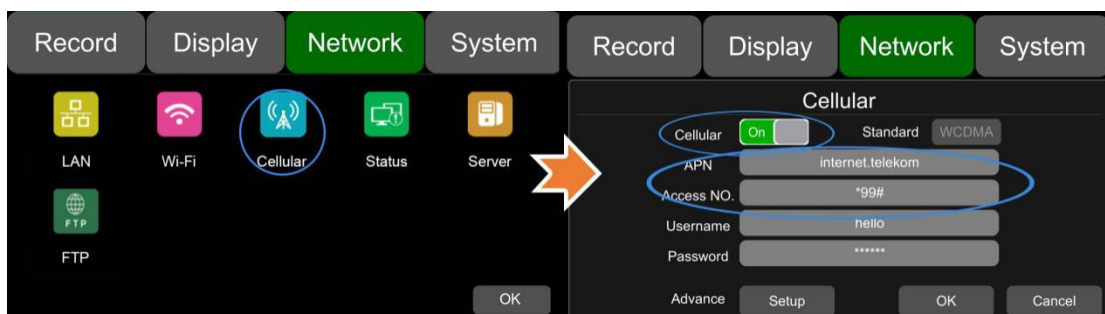 Record Display Network System
LAN Wi-Fi Cellular Status Server
FTP
FTP
OK
Record Display Network System
Cellular
Cellular On Standard WCDMA
APN internet.telekom
Access NO. *99#
Username hello
Password ******
Advance Setup OK Cancel